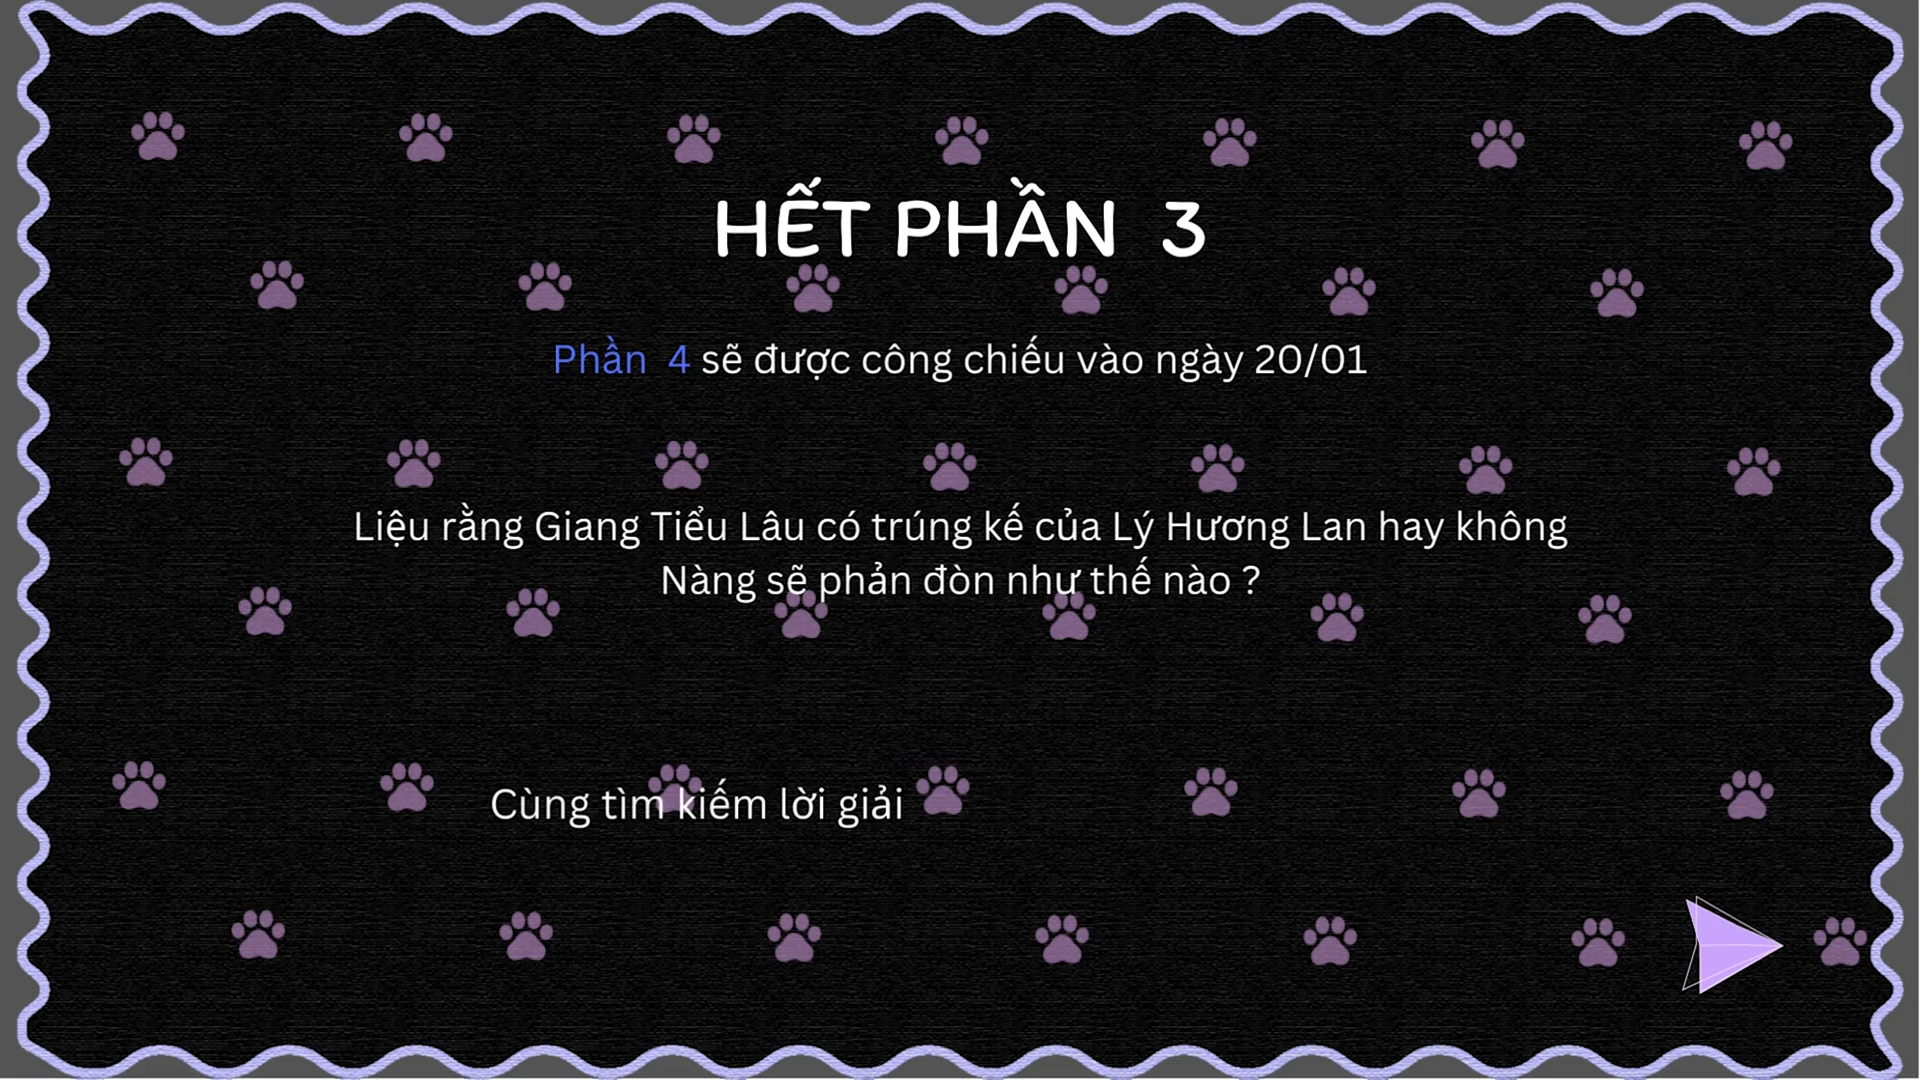 HẾT PHẦN 3
Phần 4 sẽ được công chiếu vào ngày 20/01
Liệu rằng Giang Tiểu Lâu có trúng kế của Lý Hương Lan hay không
Nàng sẽ phản đòn như thế nào ?
Cùng tìm kiếm lời giải